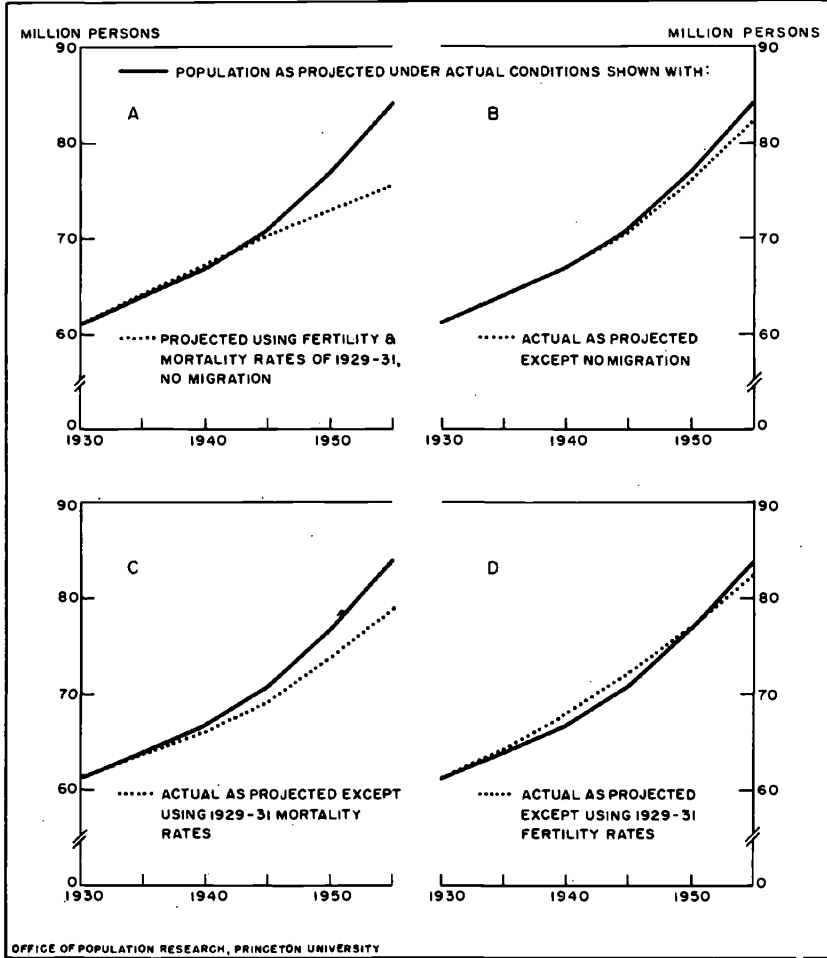 MILLION PERSONS
MILLION PERSONS
POPULATION AS PROJECTED UNDER ACTUAL CONDITIONS SHOWN WITH:
A
90
80
70
60
0
PROJECTED USING FERTILITY &
MORTALITY RATES OF 1929-31,
NO MIGRATION
1930
1940
1950
B
90
80
70
60
0
ACTUAL AS PROJECTED
EXCEPT NO MIGRATION
1930
1940
1950
C
90
80
70
60
0
ACTUAL AS PROJECTED EXCEPT
USING 1929-31 MORTALITY
RATES
1930
1940
1950
D
90
80
70
60
0
ACTUAL AS PROJECTED
EXCEPT USING 1929-31
FERTILITY RATES
1930
1940
1950
OFFICE OF POPULATION RESEARCH, PRINCETON UNIVERSITY